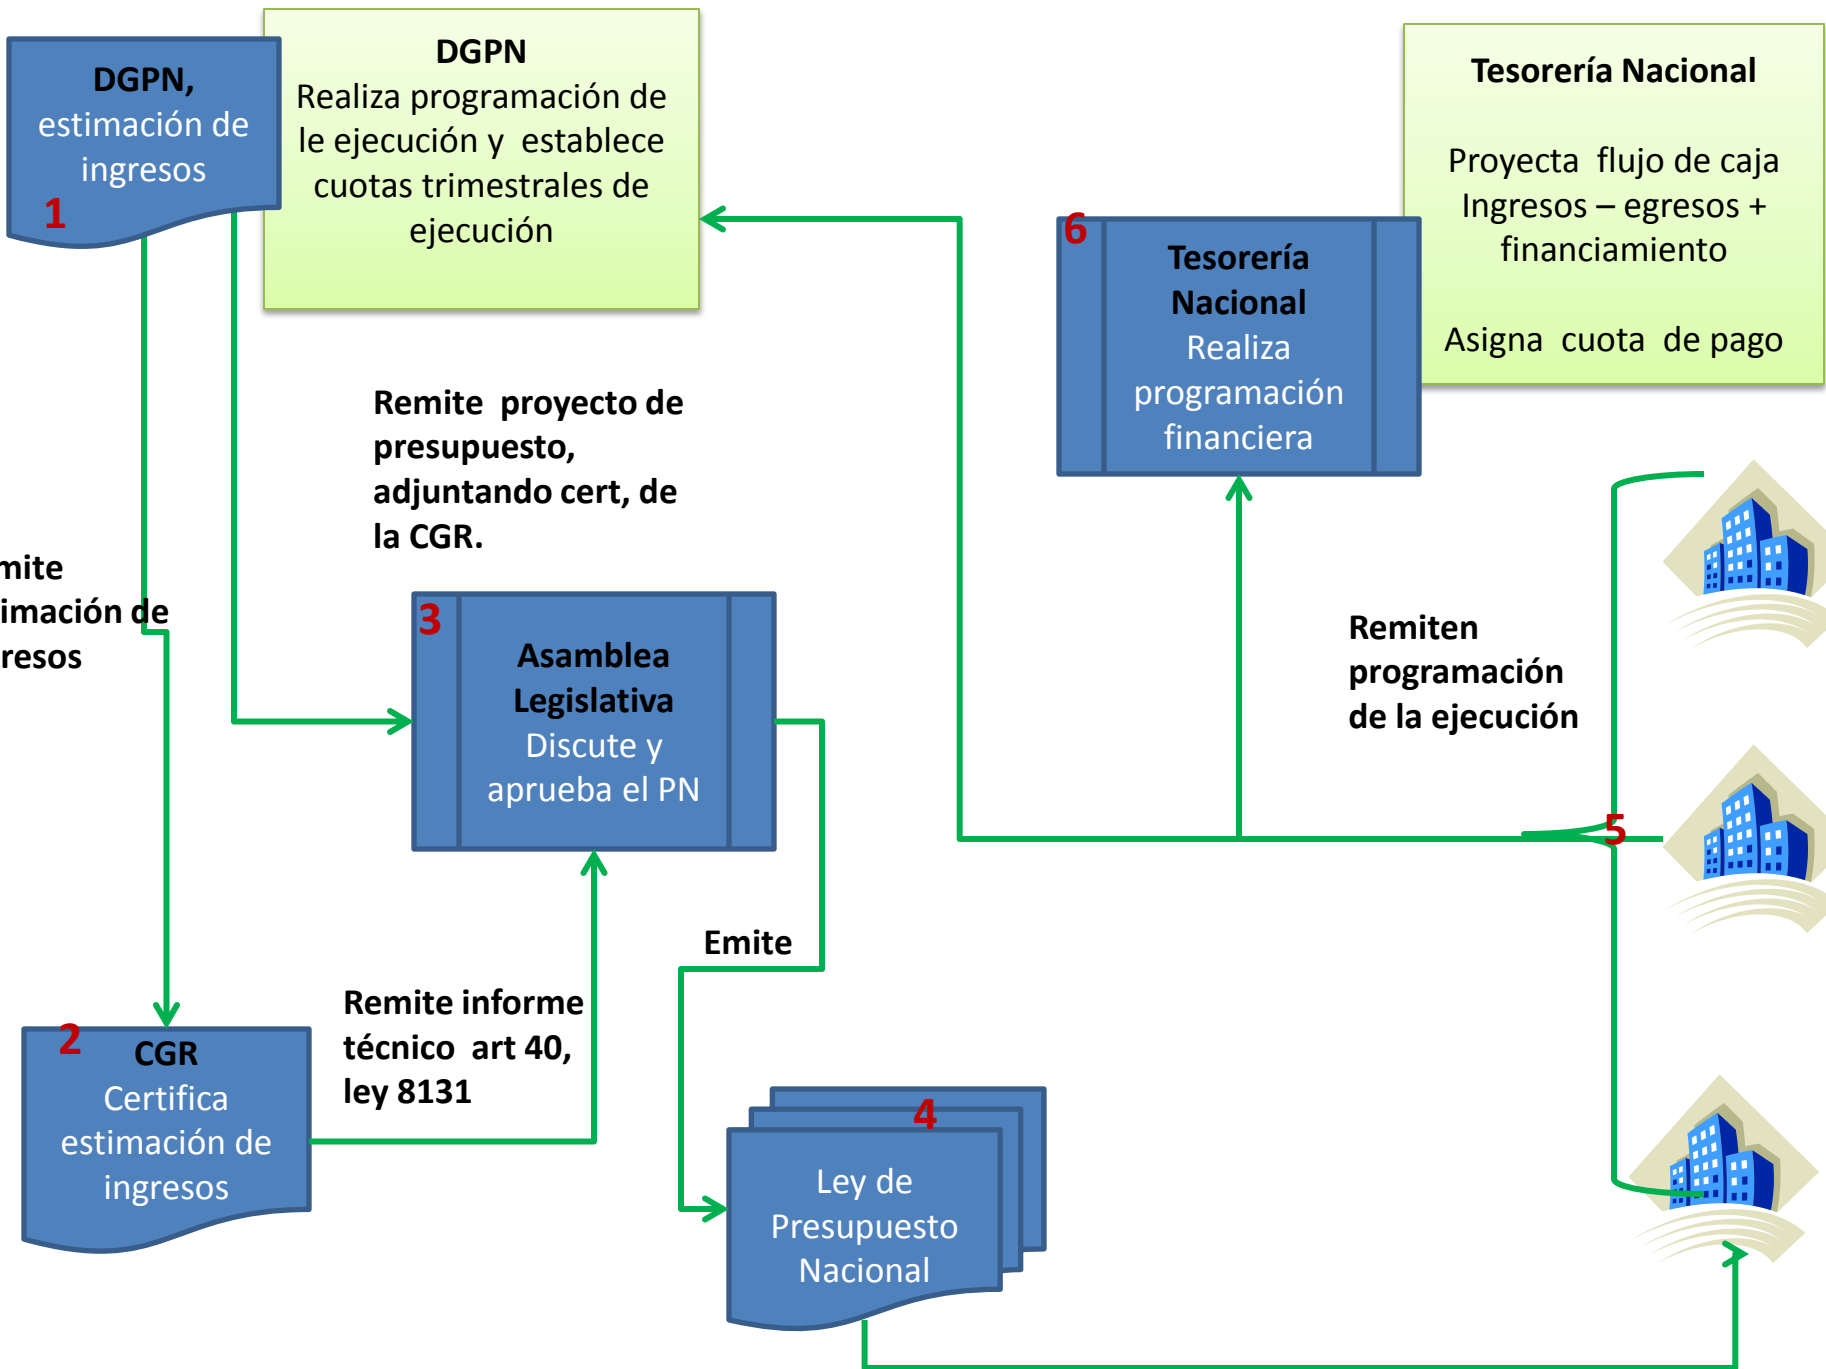 DGPN,
estimación de
ingresos
1
DGPN
Realiza programación de
le ejecución y  establece
cuotas trimestrales de
ejecución
Tesorería Nacional
Proyecta  flujo de caja
Ingresos – egresos +
financiamiento
Asigna  cuota  de pago
6
Tesorería
Nacional
Realiza
programación
financiera
Remite  proyecto de
presupuesto,
adjuntando cert, de
la CGR.
mite
imación de
resos
3
Asamblea
Legislativa
Discute y
aprueba el PN
Remiten
programación
de la ejecución
5
Emite
Remite informe
técnico  art 40,
ley 8131
2
CGR
Certifica
estimación de
ingresos
4
Ley de
Presupuesto
Nacional